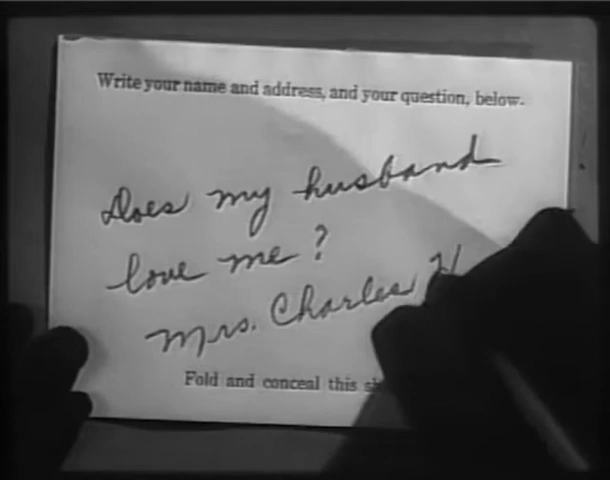 Write your name and address, and your question, below.
Does my husband
love me?
Mrs. Charles H
Fold and conceal this